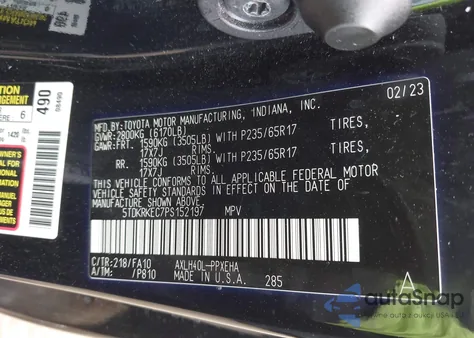 MFD. BY:TOYOTA MOTOR MANUFACTURING, INDIANA, INC. 02/23
GVWR: 2800KG (6170LB)
GAWR:FRT. 1590KG (3505LB) WITH P235/65R17 TIRES,
17X7J RIMS
RR. 1590KG (3505LB) WITH P235/65R17 TIRES,
17X7J RIMS
THIS VEHICLE CONFORMS TO ALL APPLICABLE FEDERAL MOTOR
VEHICLE SAFETY STANDARDS IN EFFECT ON THE DATE OF
MANUFACTURE SHOWN ABOVE.
5TDKRKEC7PS152197 MPV
C/TR:218/FA10 AXLH40L-PPXEHA
A/TM: /P810 MADE IN U.S.A. 285 A
490
6
autoSnap